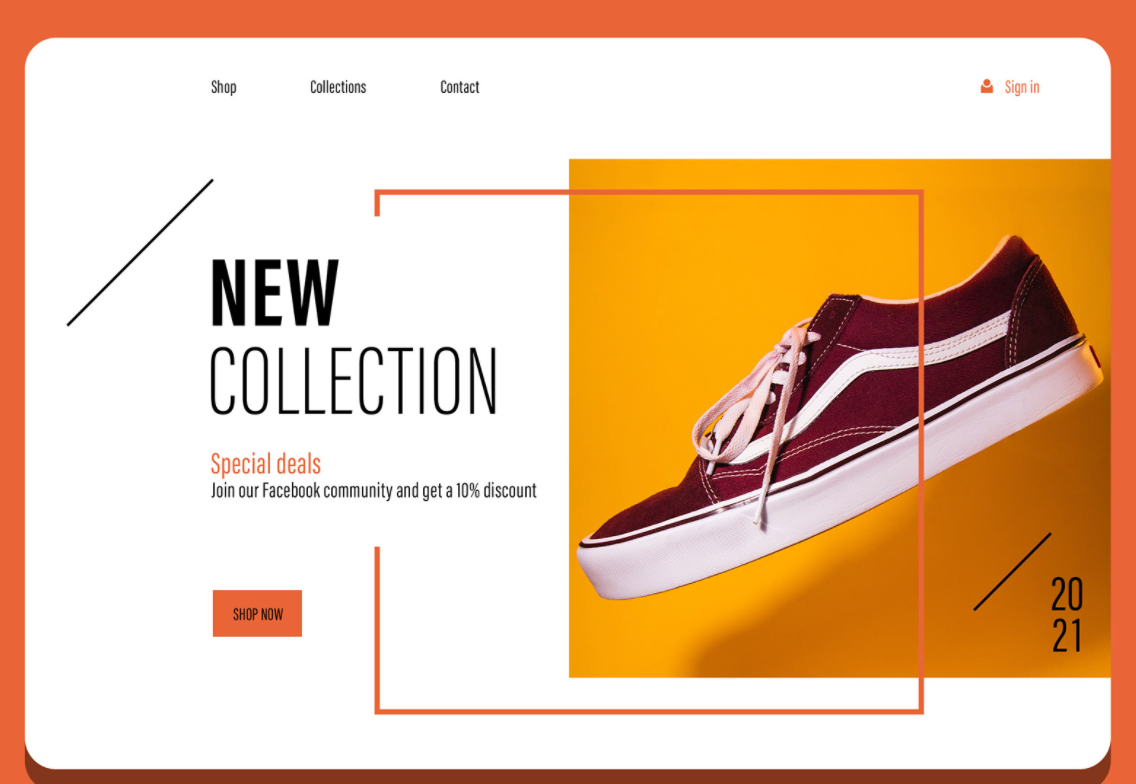 Shop
Collections
Contact
Sign in
NEW
COLLECTION
Special deals
Join our Facebook community and get a 10% discount
SHOP NOW
20
21